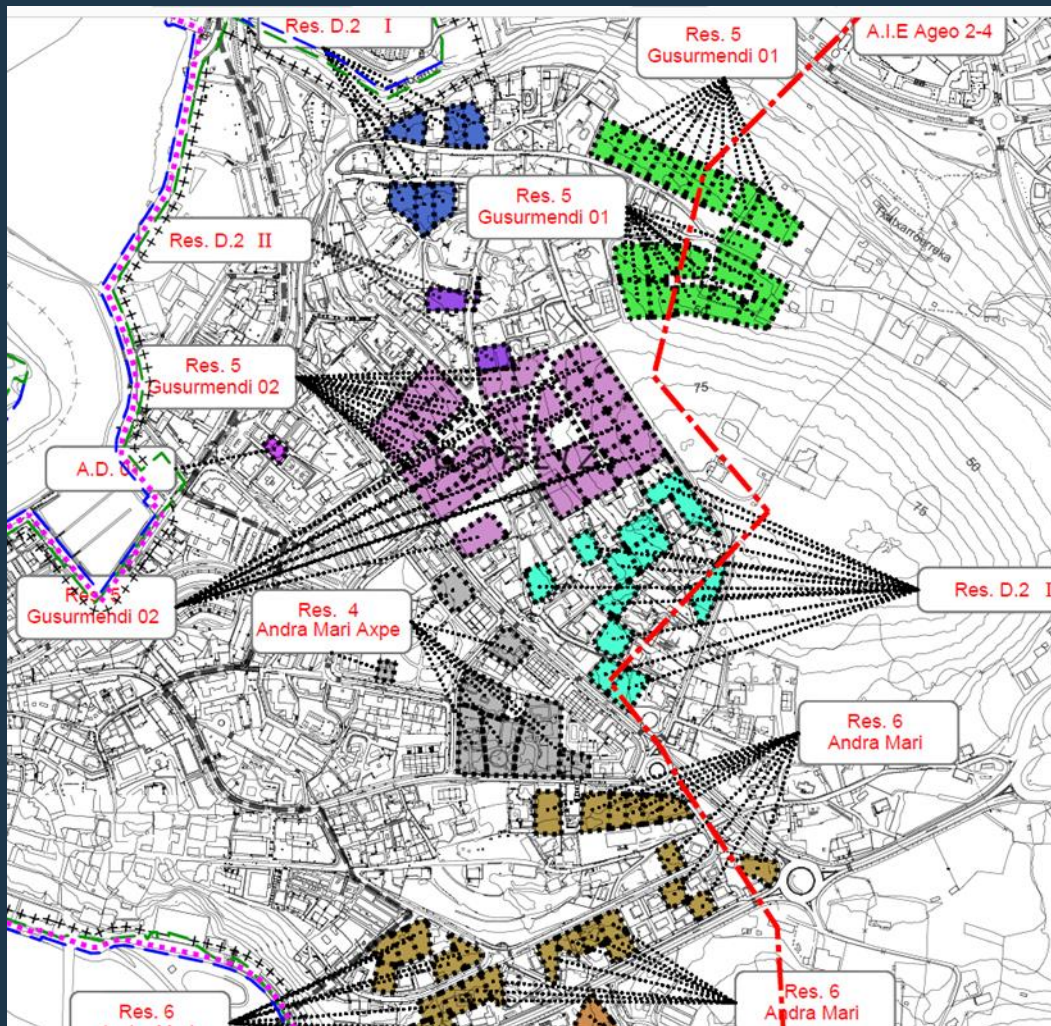 Res. D.2 I
Res. 5
Gusurmendi 01
A.I.E Ageo 2-4
Res. 5
Gusurmendi 01
Txatxarroerreka
Res. D.2 II
Res. 5
Gusurmendi 02
75
50
A.D.
75
Gusurmendi 02
Res. 4
Andra Mari Axpe
Res. D.2 I
Res. 6
Andra Mari
Res. 6
Andra Mari
Res. 6